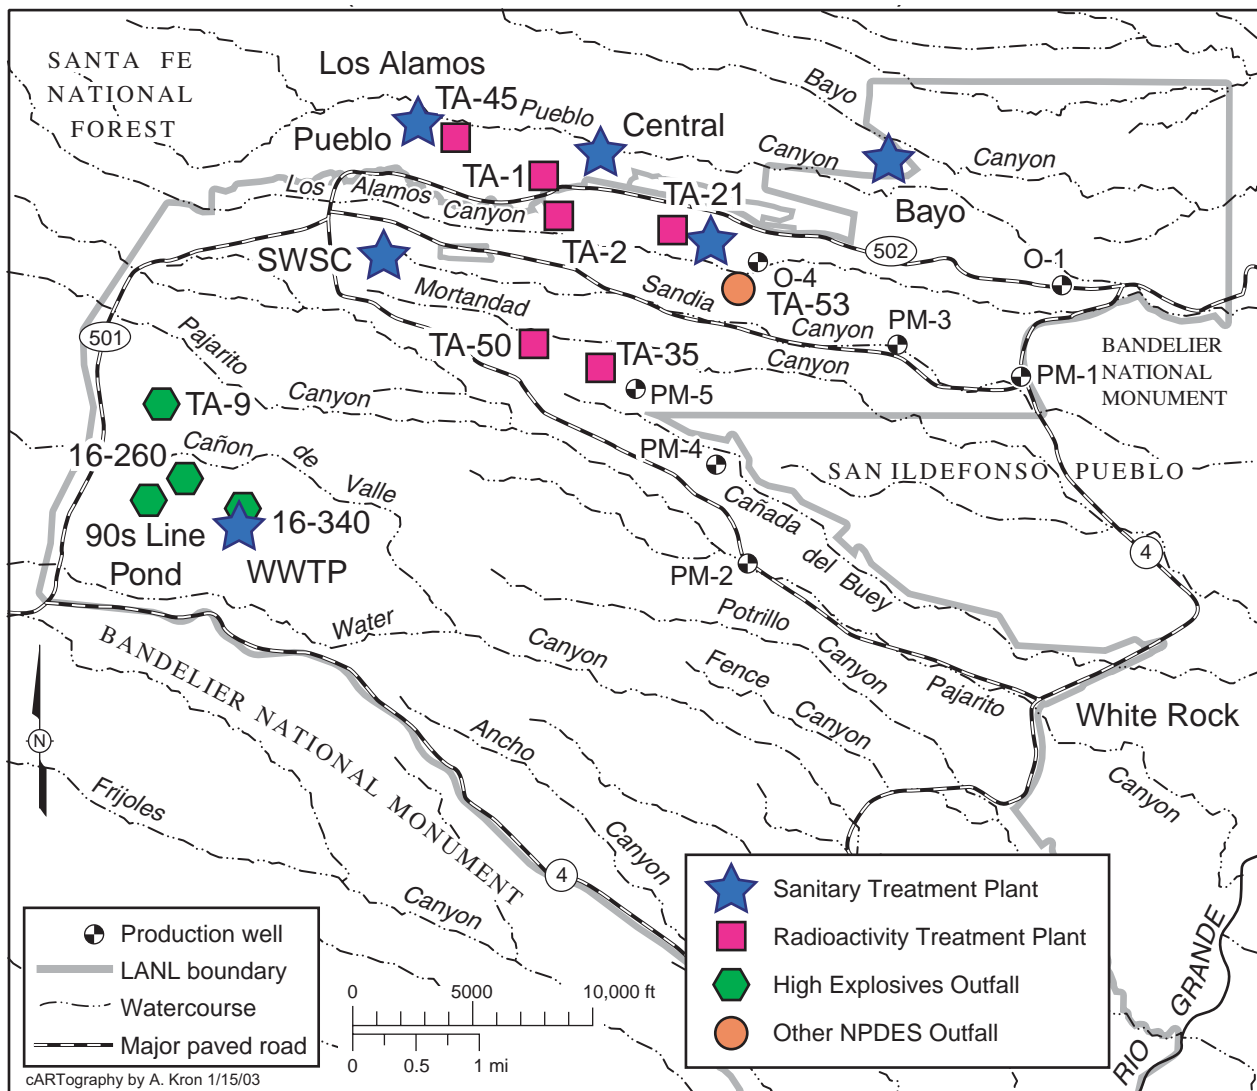 SANTA FE
NATIONAL
FOREST
Los Alamos
TA-45
Pueblo
Pueblo
Central
Bayo
Canyon
Canyon
Bayo
TA-1
TA-21
Los Alamos
Canyon
TA-2
SWSC
502
O-1
O-4
TA-53
Sandia
Canyon
PM-3
Mortandad
Canyon
501
Pajarito
Canyon
TA-50
TA-35
PM-5
PM-1
BANDELIER
NATIONAL
MONUMENT
TA-9
16-260
Cañon
de
Valle
PM-4
SAN ILDEFONSO PUEBLO
90s Line
Pond
16-340
WWTP
Cañada
del Buey
4
PM-2
Water
Canyon
Potrillo
Canyon
Fence
Canyon
Pajarito
White Rock
Canyon
BANDELIER NATIONAL MONUMENT
N
Ancho
Canyon
Frijoles
Canyon
4
RIO GRANDE
Production well
LANL boundary
Watercourse
Major paved road
cARTography by A. Kron 1/15/03
0 5000 10,000 ft
0 0.5 1 mi
Sanitary Treatment Plant
Radioactivity Treatment Plant
High Explosives Outfall
Other NPDES Outfall